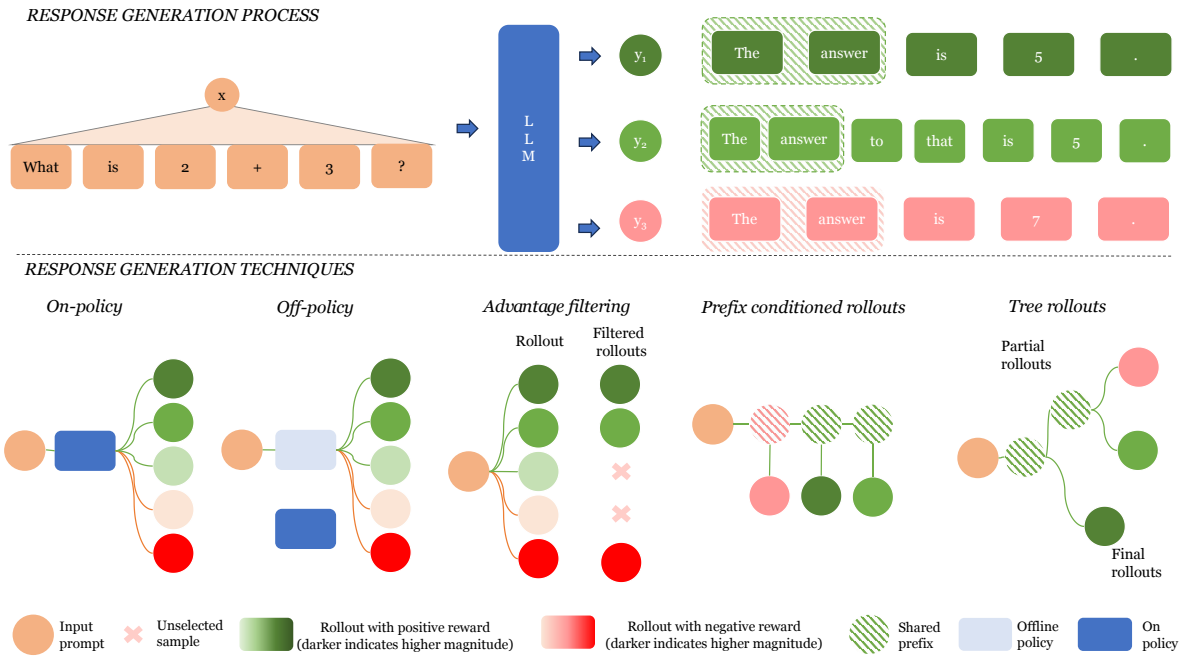 RESPONSE GENERATION PROCESS
x
What is 2 + 3 ?
L
L
M
y1 The answer is 5 .
y2 The answer to that is 5 .
y3 The answer is 7 .
RESPONSE GENERATION TECHNIQUES
On-policy
Off-policy
Advantage filtering
Rollout
Filtered
rollouts
Prefix conditioned rollouts
Tree rollouts
Partial
rollouts
Final
rollouts
Input
prompt
Unselected
sample
Rollout with positive reward
(darker indicates higher magnitude)
Rollout with negative reward
(darker indicates higher magnitude)
Shared
prefix
Offline
policy
On
policy